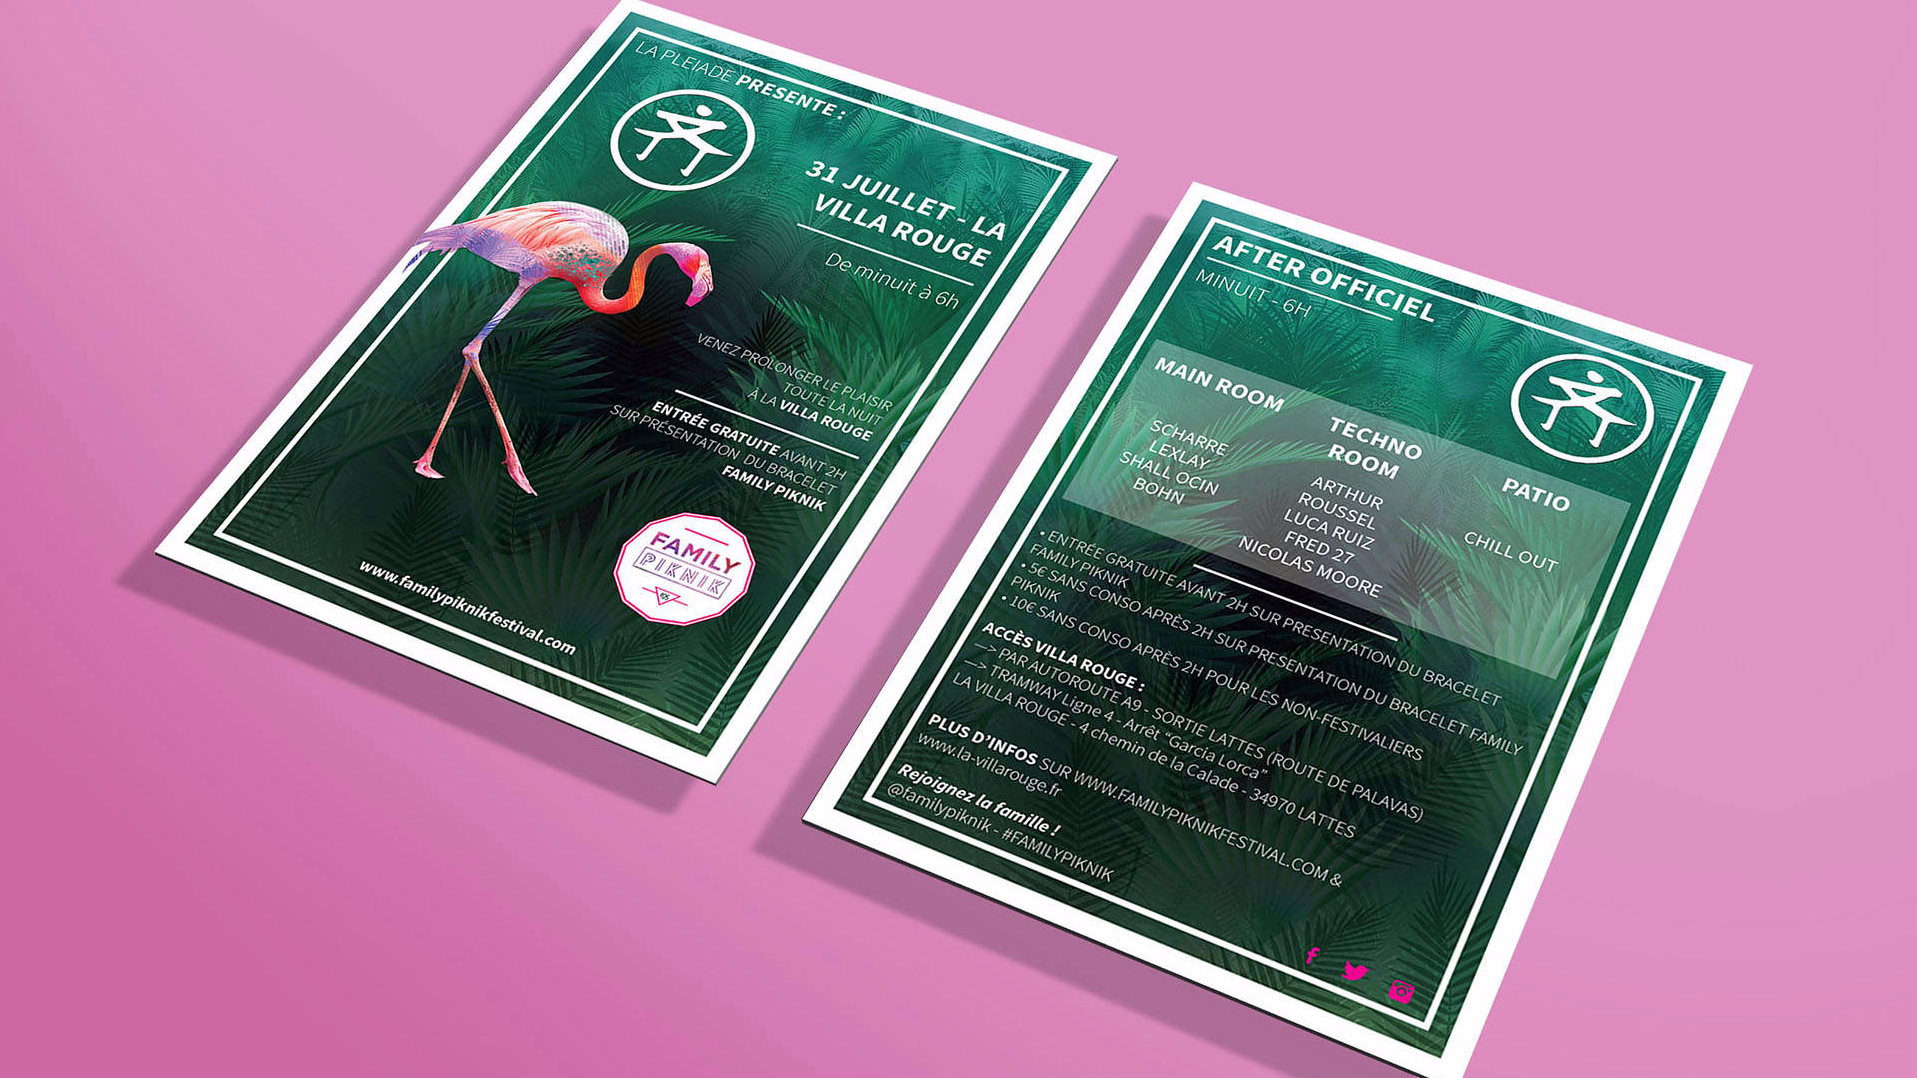 LA PLEIADE PRESENTE :
31 JUILLET - LA
VILLA ROUGE
De minuit à 6h
VENEZ PROLONGER LE PLAISIR
TOUTE LA NUIT
À LA VILLA ROUGE
ENTRÉE GRATUITE AVANT 2H
SUR PRÉSENTATION DU BRACELET
FAMILY PIKNIK
FAMILY
PIKNIK
www.familypiknikfestival.com
AFTER OFFICIEL
MINUIT - 6H
MAIN ROOM
SCHARRE
LEXLAY
SHALL OCIN
BOHN
TECHNO
ROOM
ARTHUR
ROUSSEL
LUCA RUIZ
FRED 27
NICOLAS MOORE
PATIO
CHILL OUT
• ENTRÉE GRATUITE AVANT 2H SUR PRESENTATION DU BRACELET
FAMILY PIKNIK
• 5€ SANS CONSO APRÈS 2H SUR PRESENTATION DU BRACELET FAMILY
PIKNIK
• 10€ SANS CONSO APRÈS 2H POUR LES NON-FESTIVALIERS
ACCÈS VILLA ROUGE :
—> PAR AUTOROUTE A9 - SORTIE LATTES (ROUTE DE PALAVAS)
—> TRAMWAY Ligne 4 - Arrêt “Garcia Lorca”
LA VILLA ROUGE - 4 chemin de la Calade - 34970 LATTES
PLUS D’INFOS SUR WWW.FAMILYPIKNIKFESTIVAL.COM &
www.la-villarouge.fr
Rejoignez la famille !
@familypiknik - #FAMILYPIKNIK